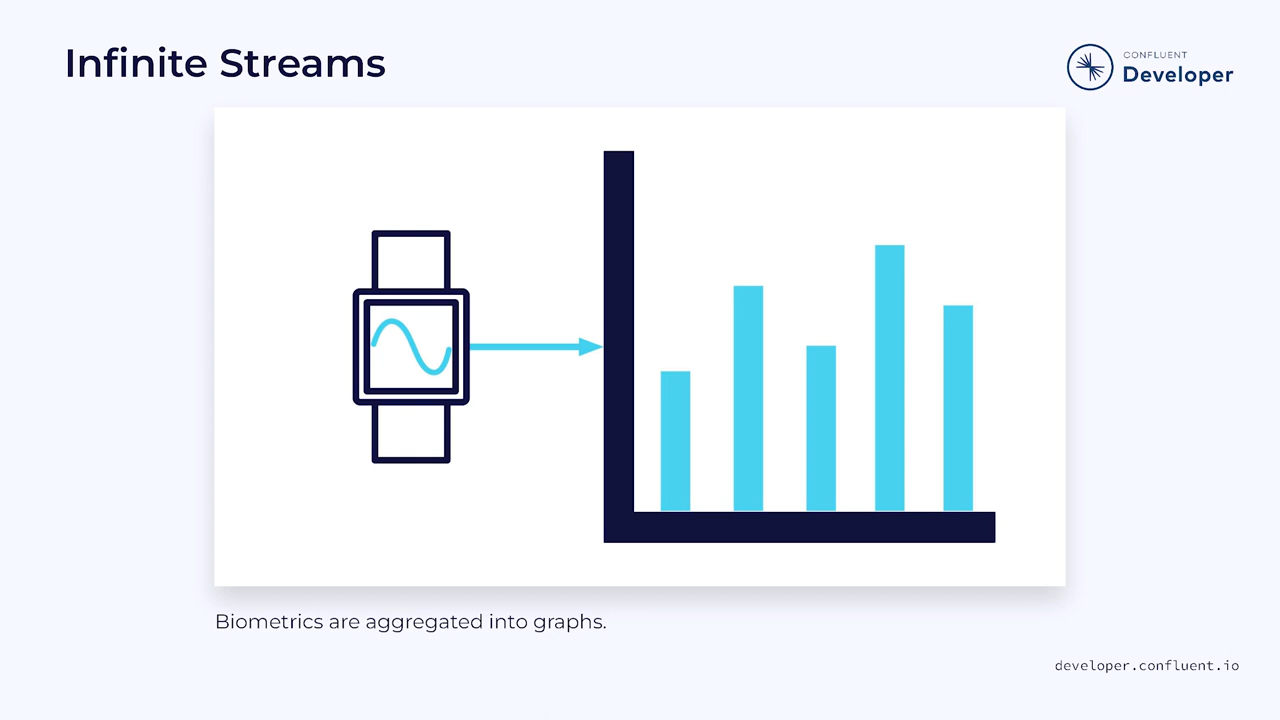 Infinite Streams
CONFLUENT
Developer
Biometrics are aggregated into graphs.
developer.confluent.io